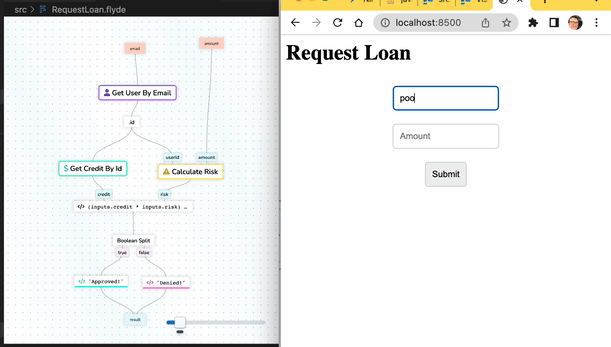 src > RequestLoan.flyde
email
amount
Get User By Email
.id
userid
amount
$ Get Credit By Id
Calculate Risk
credit
risk
</> (inputs.credit * inputs.risk) …
Boolean Split
true
false
</> "Approved!"
</> "Denied!"
result
localhost:8500
Request Loan
poo
Amount
Submit